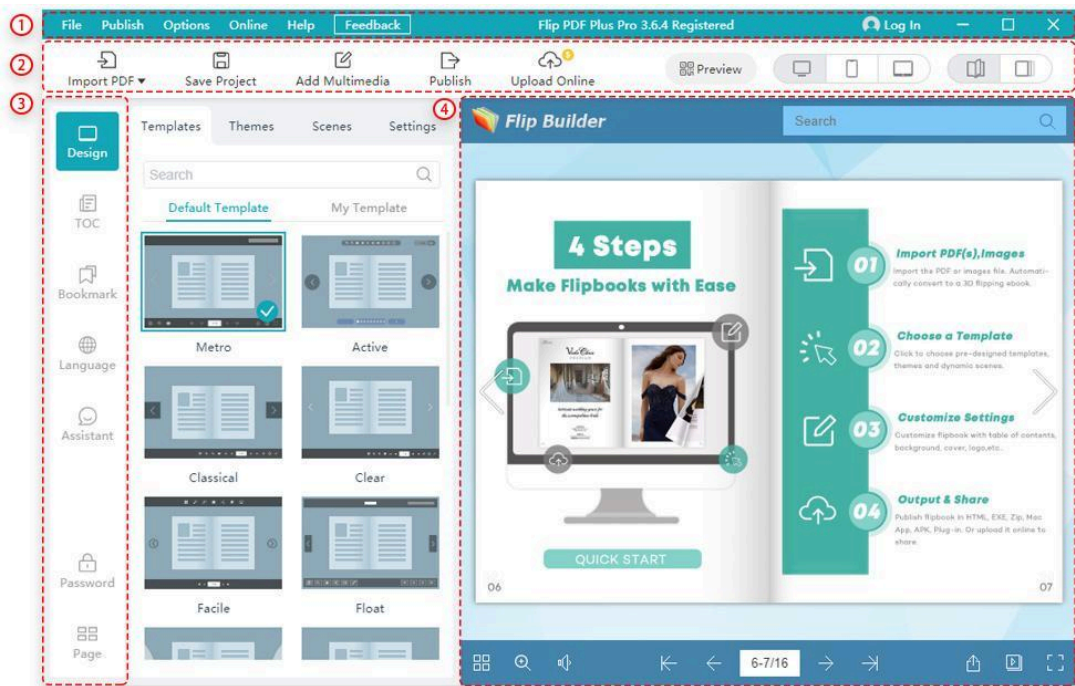 ① File Publish Options Online Help Feedback Flip PDF Plus Pro 3.6.4 Registered Log In
② Import PDF ▼ Save Project Add Multimedia Publish $ Upload Online Preview
③
Design
TOC
Bookmark
Language
Assistant
Password
Page
Templates Themes Scenes Settings
Search
Default Template My Template
Metro Active
Classical Clear
Facile Float
④
Flip Builder
Search
4 Steps
Make Flipbooks with Ease
QUICK START
06
01
Import PDF(s),Images
Import the PDF or images file. Automati-
cally convert to a 3D flipping ebook.
02
Choose a Template
Click to choose pre-designed templates,
themes and dynamic scenes.
03
Customize Settings
Customize flipbook with table of contents,
background, cover, logo,etc..
04
Output & Share
Publish flipbook in HTML, EXE, Zip, Mac
App, APK, Plug-in. Or upload it online to
share.
07
6-7/16